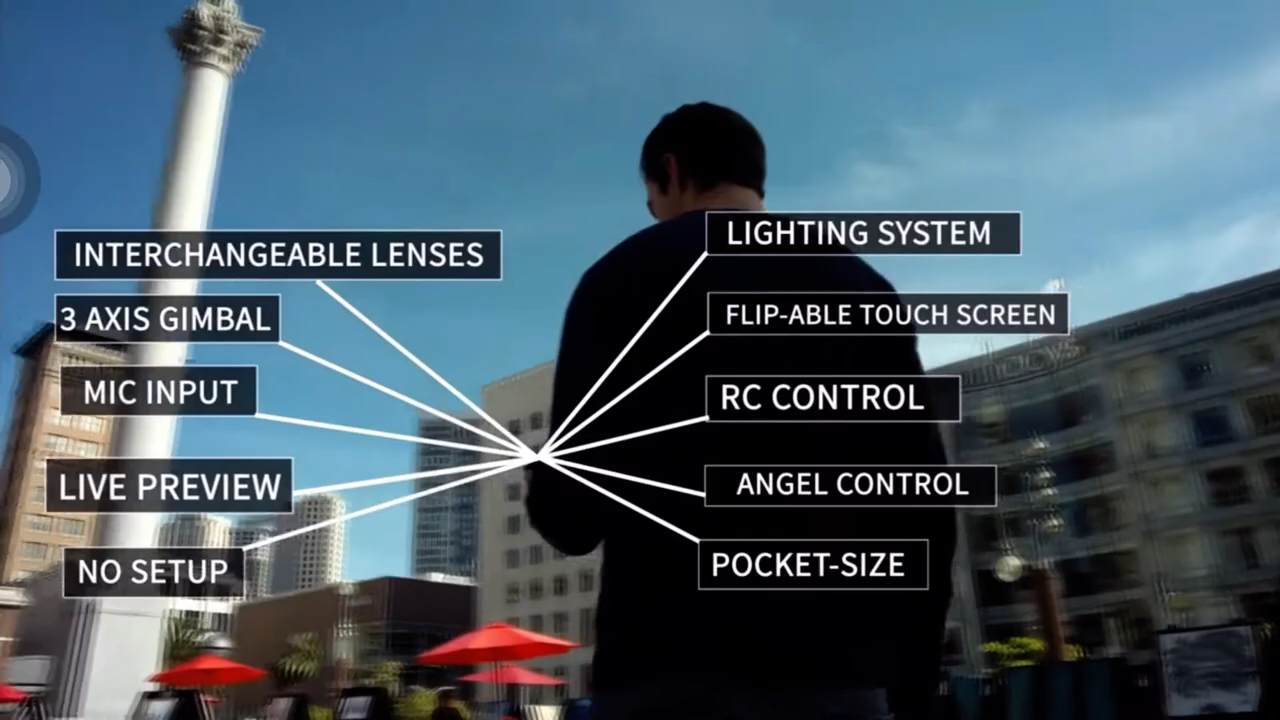 INTERCHANGEABLE LENSES
3 AXIS GIMBAL
MIC INPUT
LIVE PREVIEW
NO SETUP
LIGHTING SYSTEM
FLIP-ABLE TOUCH SCREEN
RC CONTROL
ANGEL CONTROL
POCKET-SIZE